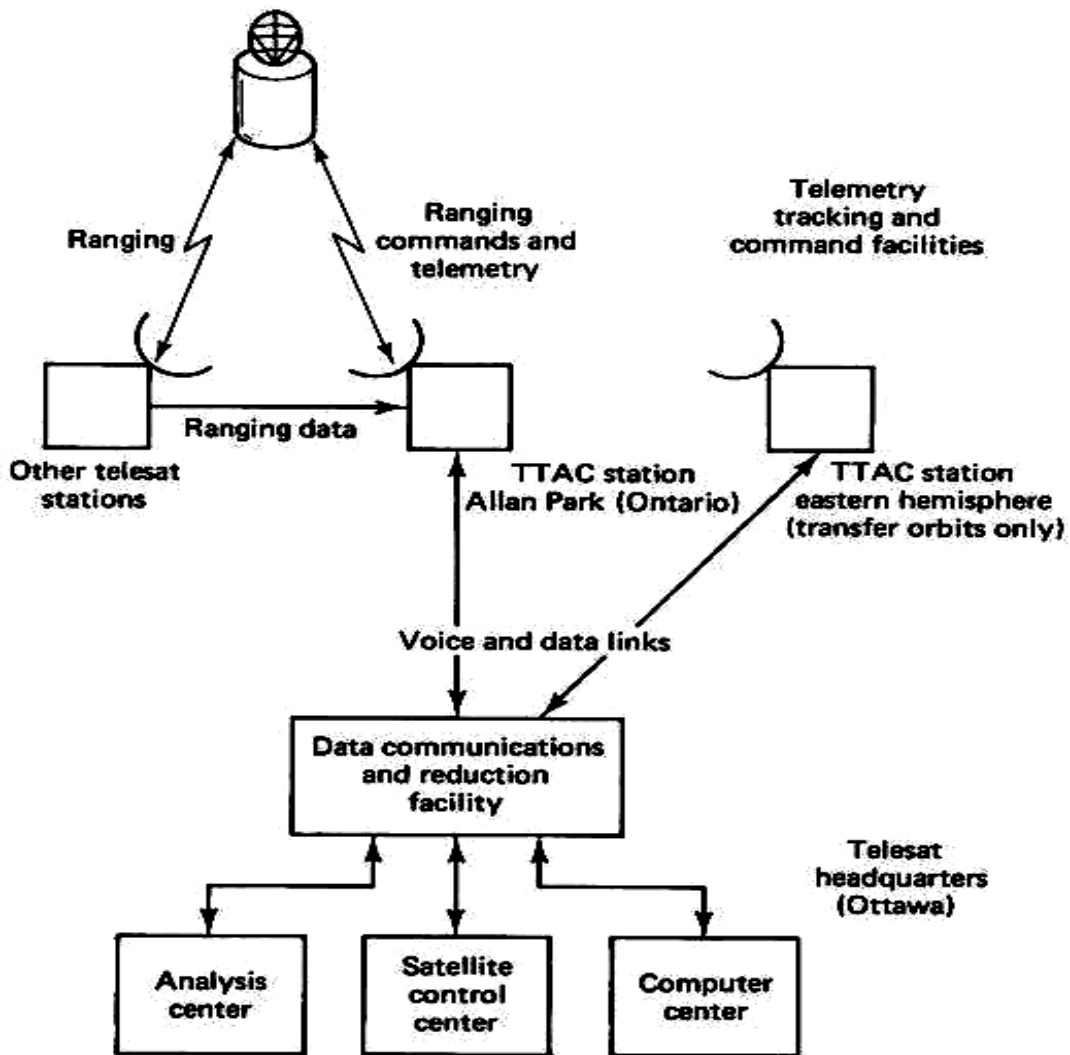 Ranging
Ranging
commands and
telemetry
Telemetry
tracking and
command facilities
Ranging data
Other telesat
stations
TTAC station
Allan Park (Ontario)
TTAC station
eastern hemisphere
(transfer orbits only)
Voice and data links
Data communications
and reduction
facility
Telesat
headquarters
(Ottawa)
Analysis
center
Satellite
control
center
Computer
center